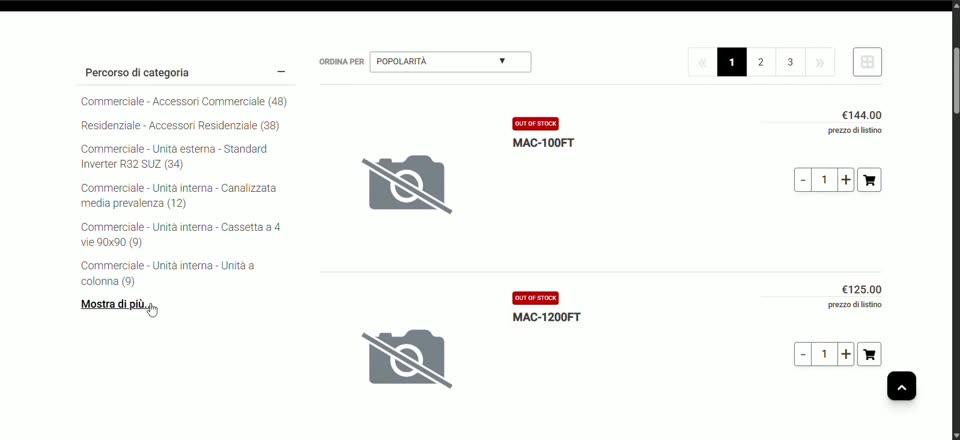 Percorso di categoria
Commerciale - Accessori Commerciale (48)
Residenziale - Accessori Residenziale (38)
Commerciale - Unità esterna - Standard
Inverter R32 SUZ (34)
Commerciale - Unità interna - Canalizzata
media prevalenza (12)
Commerciale - Unità interna - Cassetta a 4
vie 90x90 (9)
Commerciale - Unità interna - Unità a
colonna (9)
Mostra di più..
ORDINA PER POPOLARITÀ
« 1 2 3 »
OUT OF STOCK
MAC-100FT
€144.00
prezzo di listino
- 1 +
OUT OF STOCK
MAC-1200FT
€125.00
prezzo di listino
- 1 +